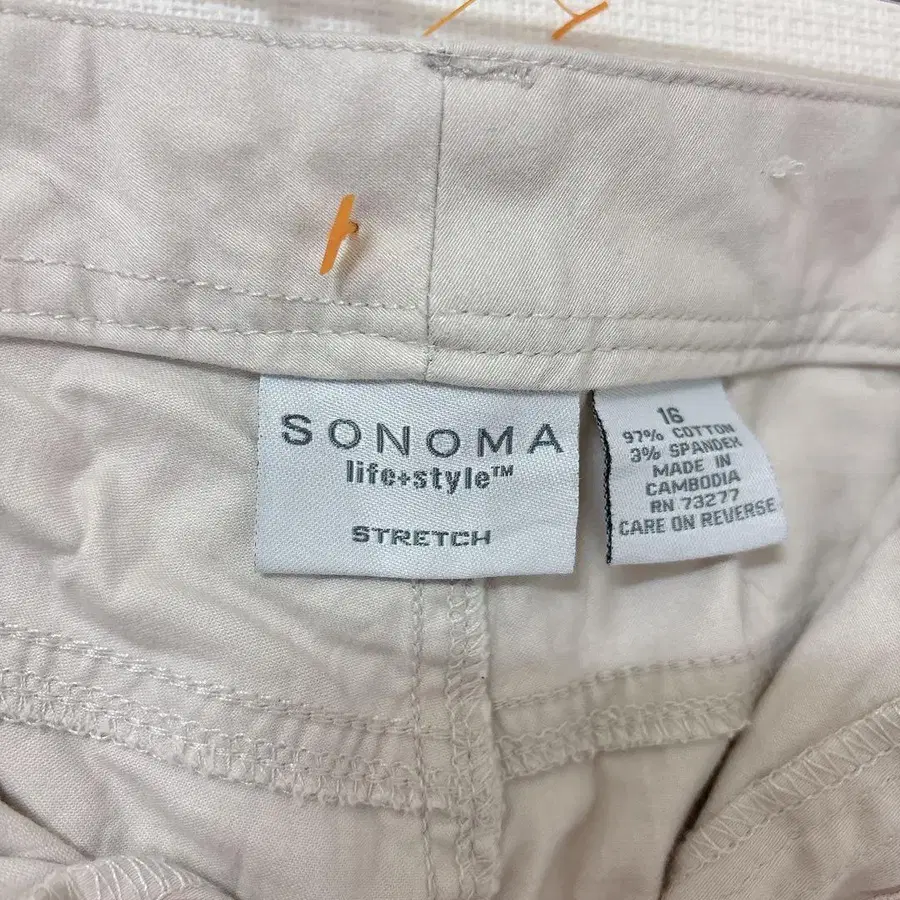 SONOMA
life+style™
STRETCH
16
97% COTTON
3% SPANDEX
MADE IN
CAMBODIA
RN 73277
CARE ON REVERSE